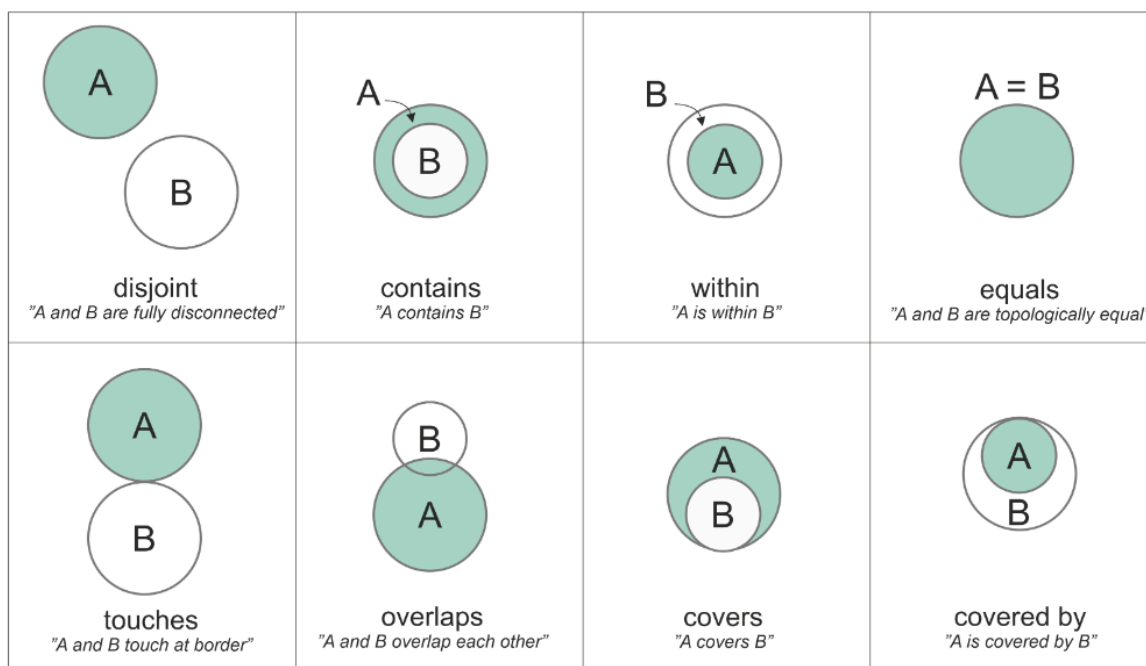 A
B
disjoint
"A and B are fully disconnected"
A
B
contains
"A contains B"
B
A
within
"A is within B"
A = B
equals
"A and B are topologically equal"
A
B
touches
"A and B touch at border"
B
A
overlaps
"A and B overlap each other"
A
B
covers
"A covers B"
A
B
covered by
"A is covered by B"